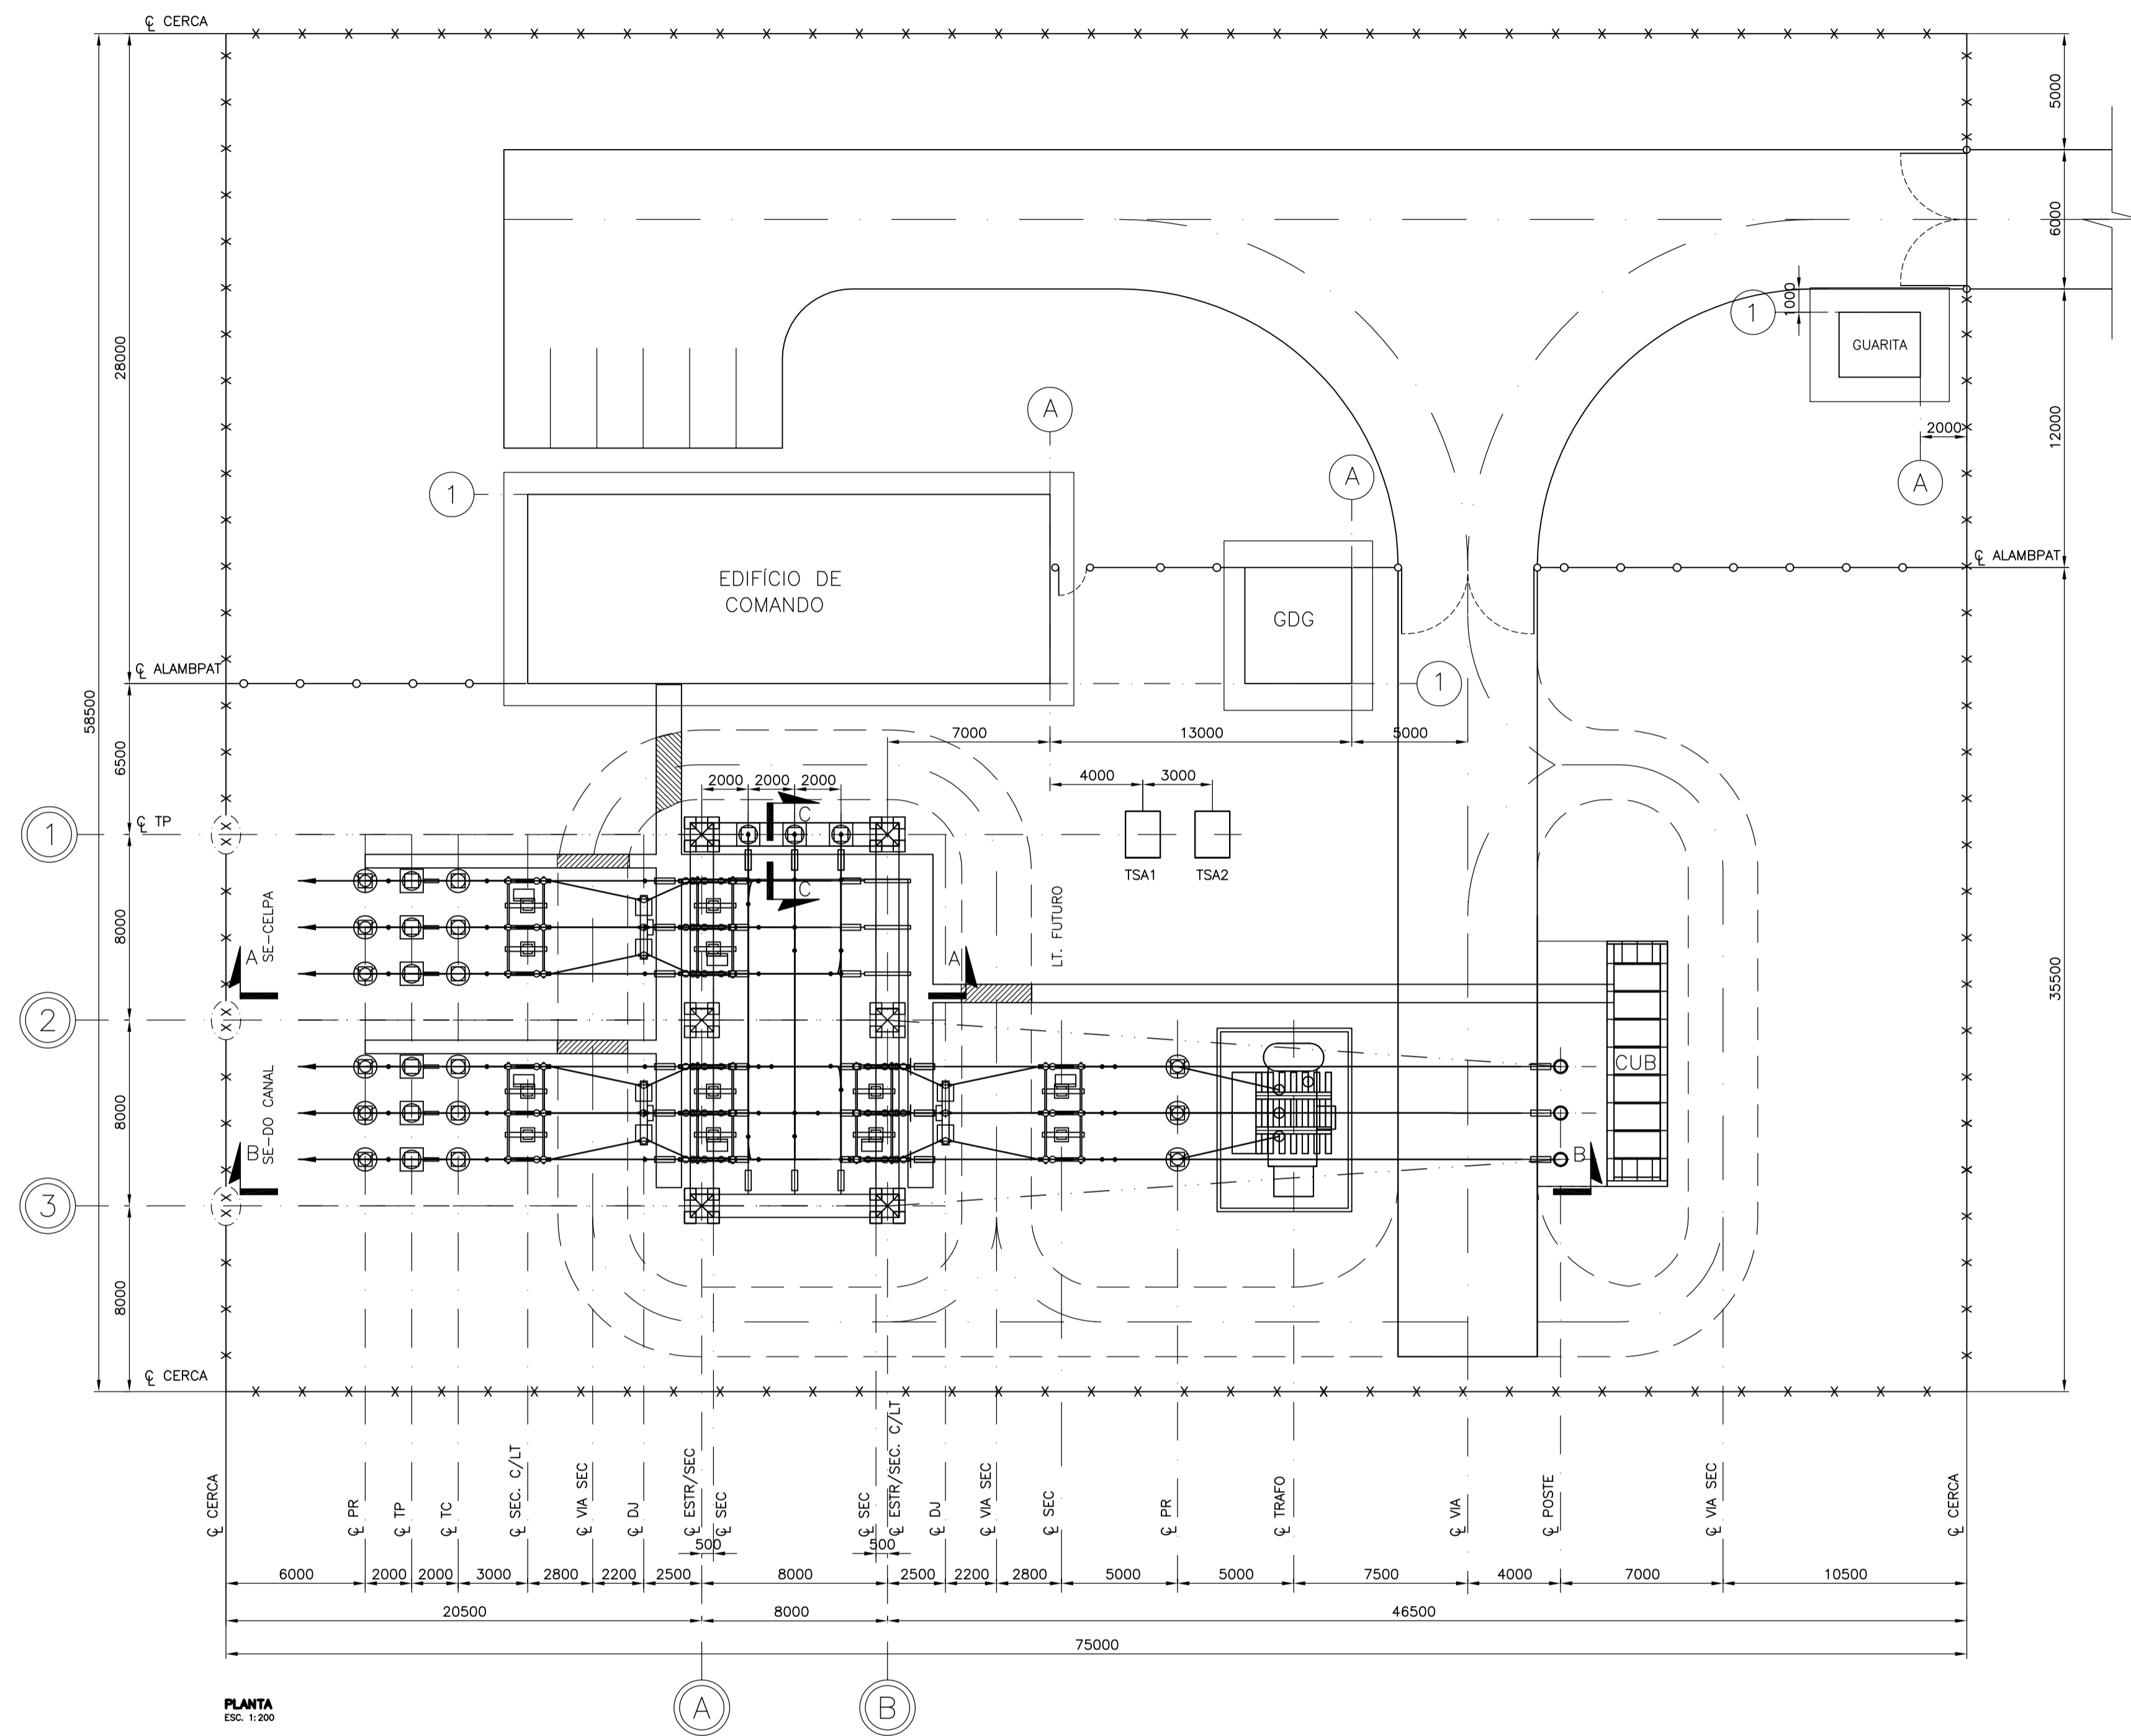 ℄ CERCA
5000
6000
1000
1
GUARITA
28000
A
12000
2000
A
A
1
℄ ALAMBPAT
EDIFÍCIO DE
COMANDO
GDG
℄ ALAMBPAT
1
58500
6500
7000
13000
5000
2000
2000
2000
4000
3000
C
1
℄ TP
TSA1
TSA2
C
8000
SE-CELPA
LT. FUTURO
A
A
35500
2
CUB
8000
SE-DO CANAL
B
B
3
8000
℄ CERCA
℄ CERCA
℄ PR
℄ TP
℄ TC
℄ SEC. C/LT
℄ VIA SEC
℄ DJ
℄ ESTR/SEC
℄ SEC
℄ SEC
℄ ESTR/SEC. C/LT
℄ DJ
℄ VIA SEC
℄ SEC
℄ PR
℄ TRAFO
℄ VIA
℄ POSTE
℄ VIA SEC
℄ CERCA
500
500
6000
2000
2000
3000
2800
2200
2500
8000
2500
2200
2800
5000
5000
7500
4000
7000
10500
20500
8000
46500
75000
A
B
PLANTA
ESC. 1:200